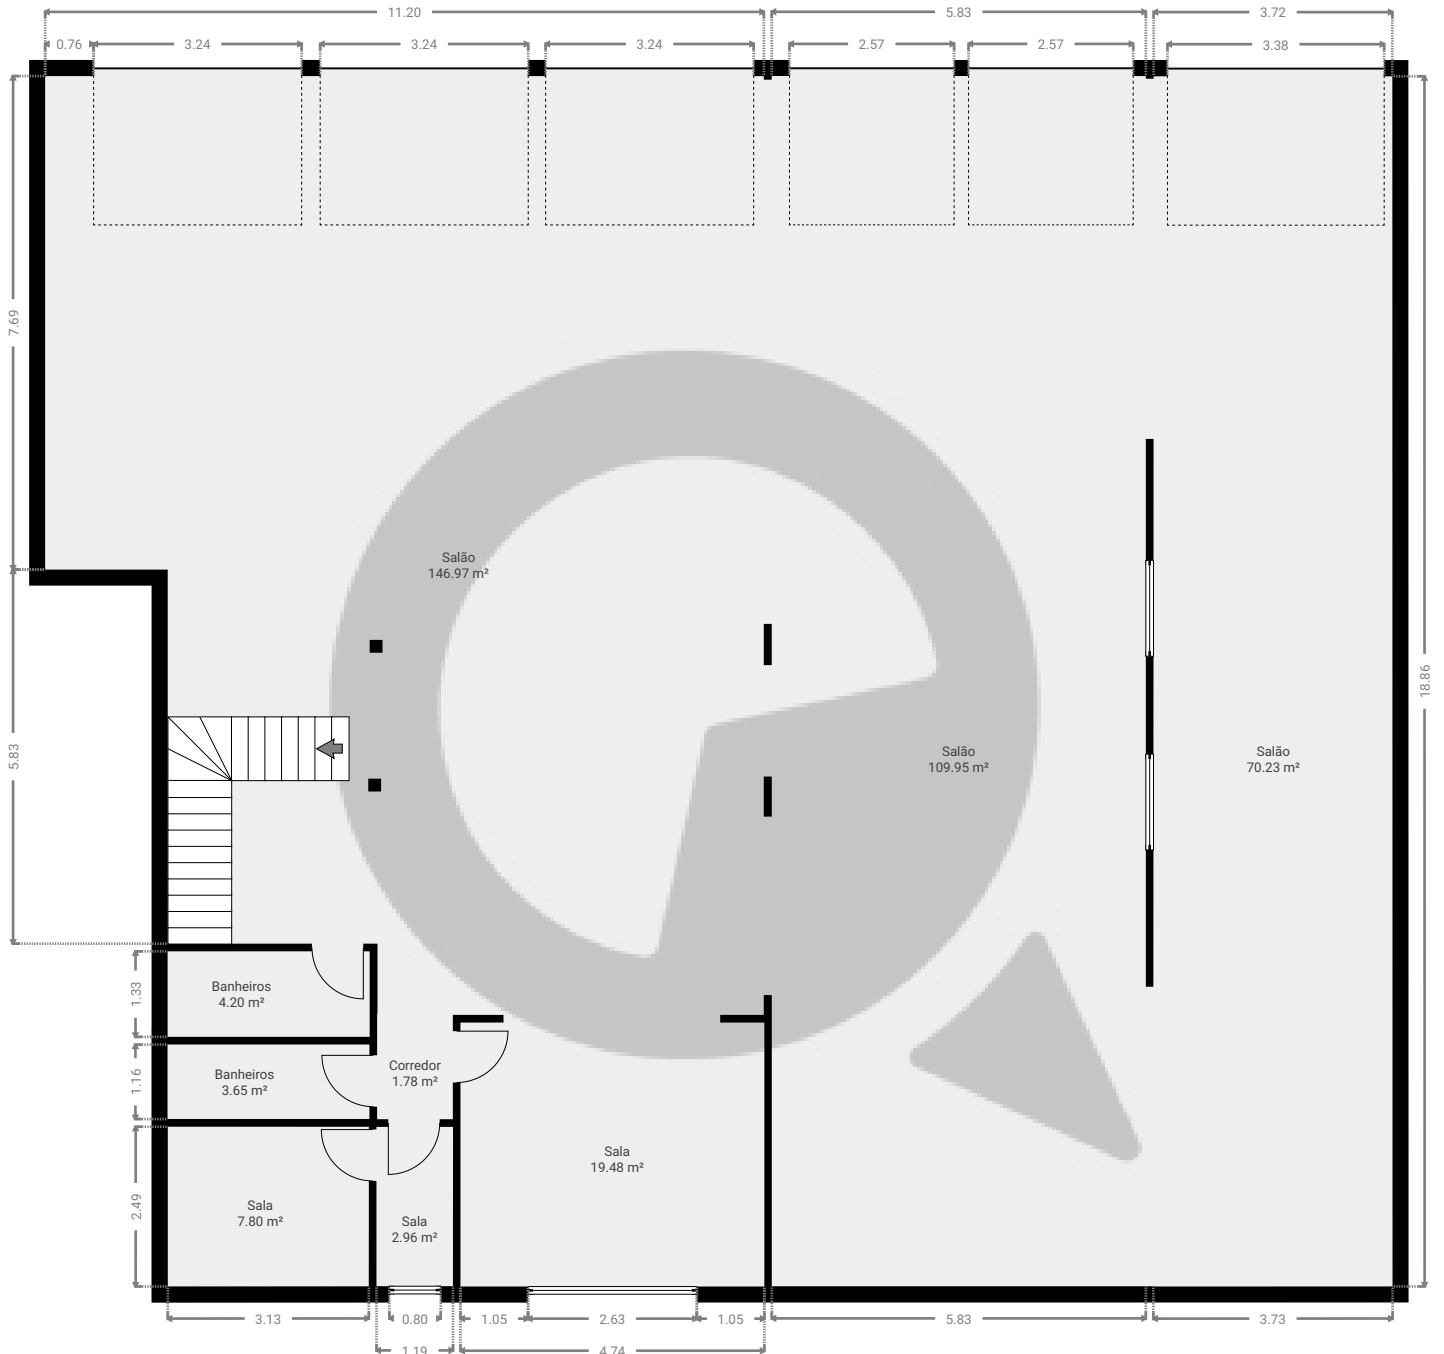 11.20
5.83
3.72
0.76
3.24
3.24
3.24
2.57
2.57
3.38
7.69
Salão
146.97 m²
18.86
5.83
Salão
109.95 m²
Salão
70.23 m²
1.33
Banheiros
4.20 m²
1.16
Banheiros
3.65 m²
Corredor
1.78 m²
Sala
19.48 m²
2.49
Sala
7.80 m²
Sala
2.96 m²
3.13
0.80
1.05
2.63
1.05
5.83
3.73
1.19
4.74